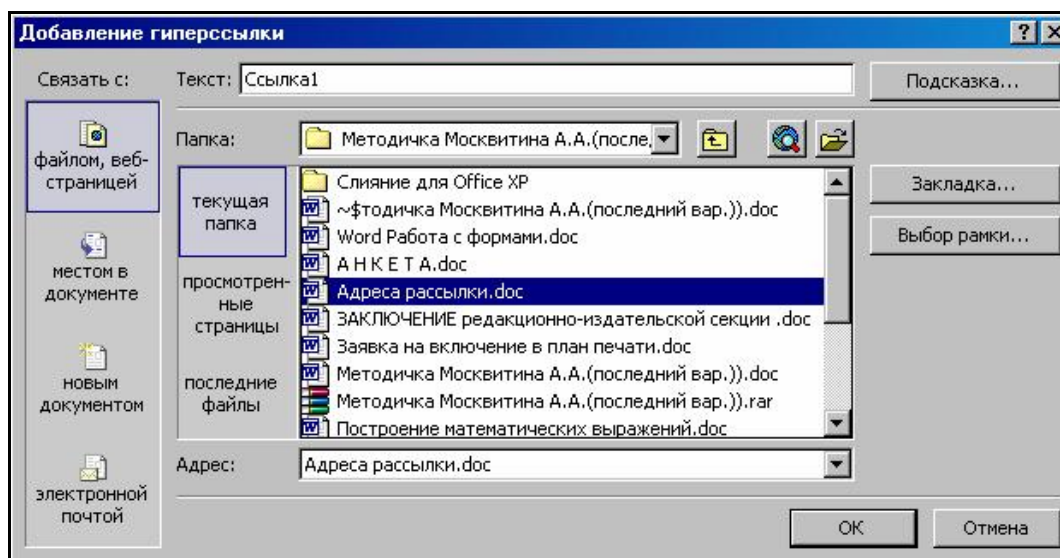 Добавление гиперссылки
Связать с:
Текст: Ссылка1
Подсказка...
файлом, веб-
страницей
Папка: Методичка Москвитина А.А.(после,
текущая
папка
Слияние для Office XP
~$тодичка Москвитина А.А.(последний вар.)).doc
Word Работа с формами.doc
А Н К Е Т А.doc
Адреса рассылки.doc
ЗАКЛЮЧЕНИЕ редакционно-издательской секции .doc
Заявка на включение в план печати.doc
Методичка Москвитина А.А.(последний вар.)).doc
Методичка Москвитина А.А.(последний вар.)).rar
Построение математических выражений.doc
Закладка...
Выбор рамки...
местом в
документе
просмотрен-
ные
страницы
новым
документом
последние
файлы
Адрес: Адреса рассылки.doc
электронной
почтой
ОК
Отмена